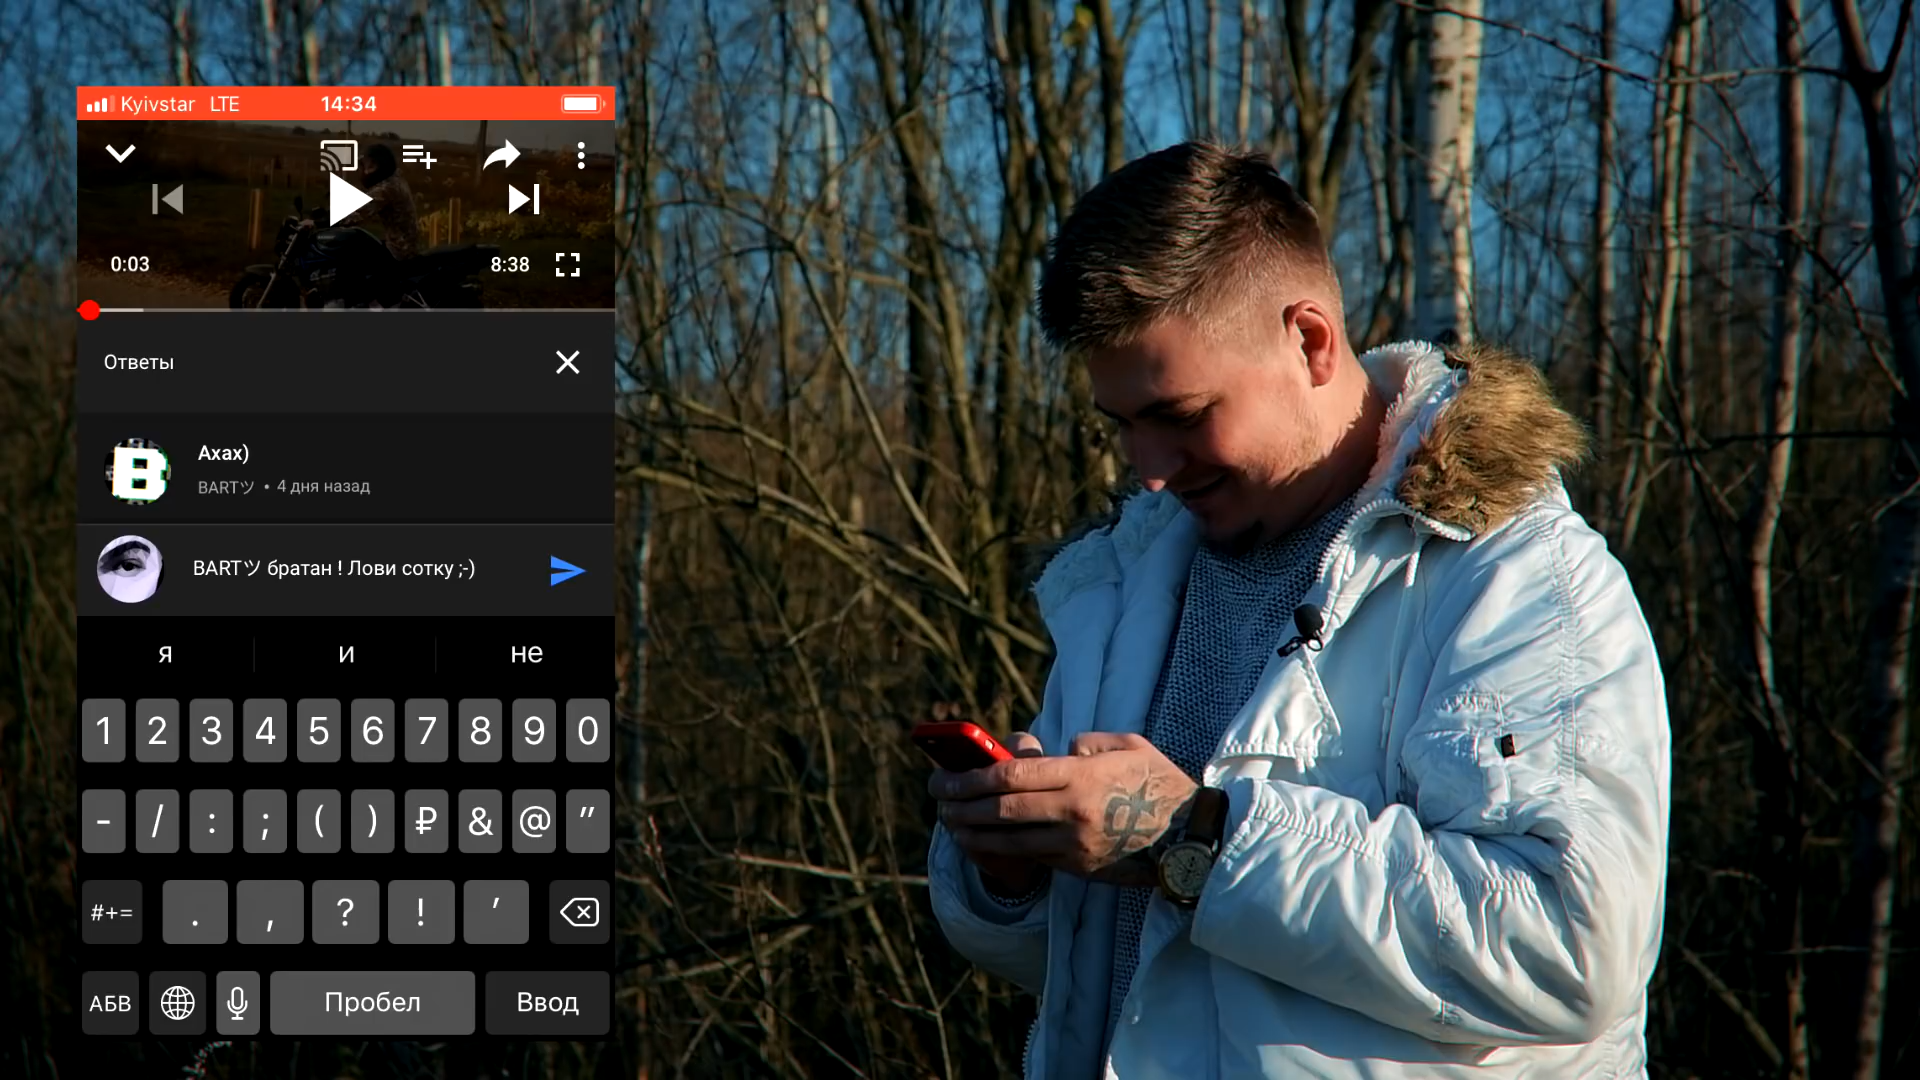 Kyivstar LTE 14:34
0:03 8:38
Ответы
B
Ахах)
BARTツ • 4 дня назад
BARTツ братан ! Лови сотку ;-)
я и не
1 2 3 4 5 6 7 8 9 0
- / : ; ( ) ₽ & @ "
#+= . , ? ! '
АБВ Пробел Ввод